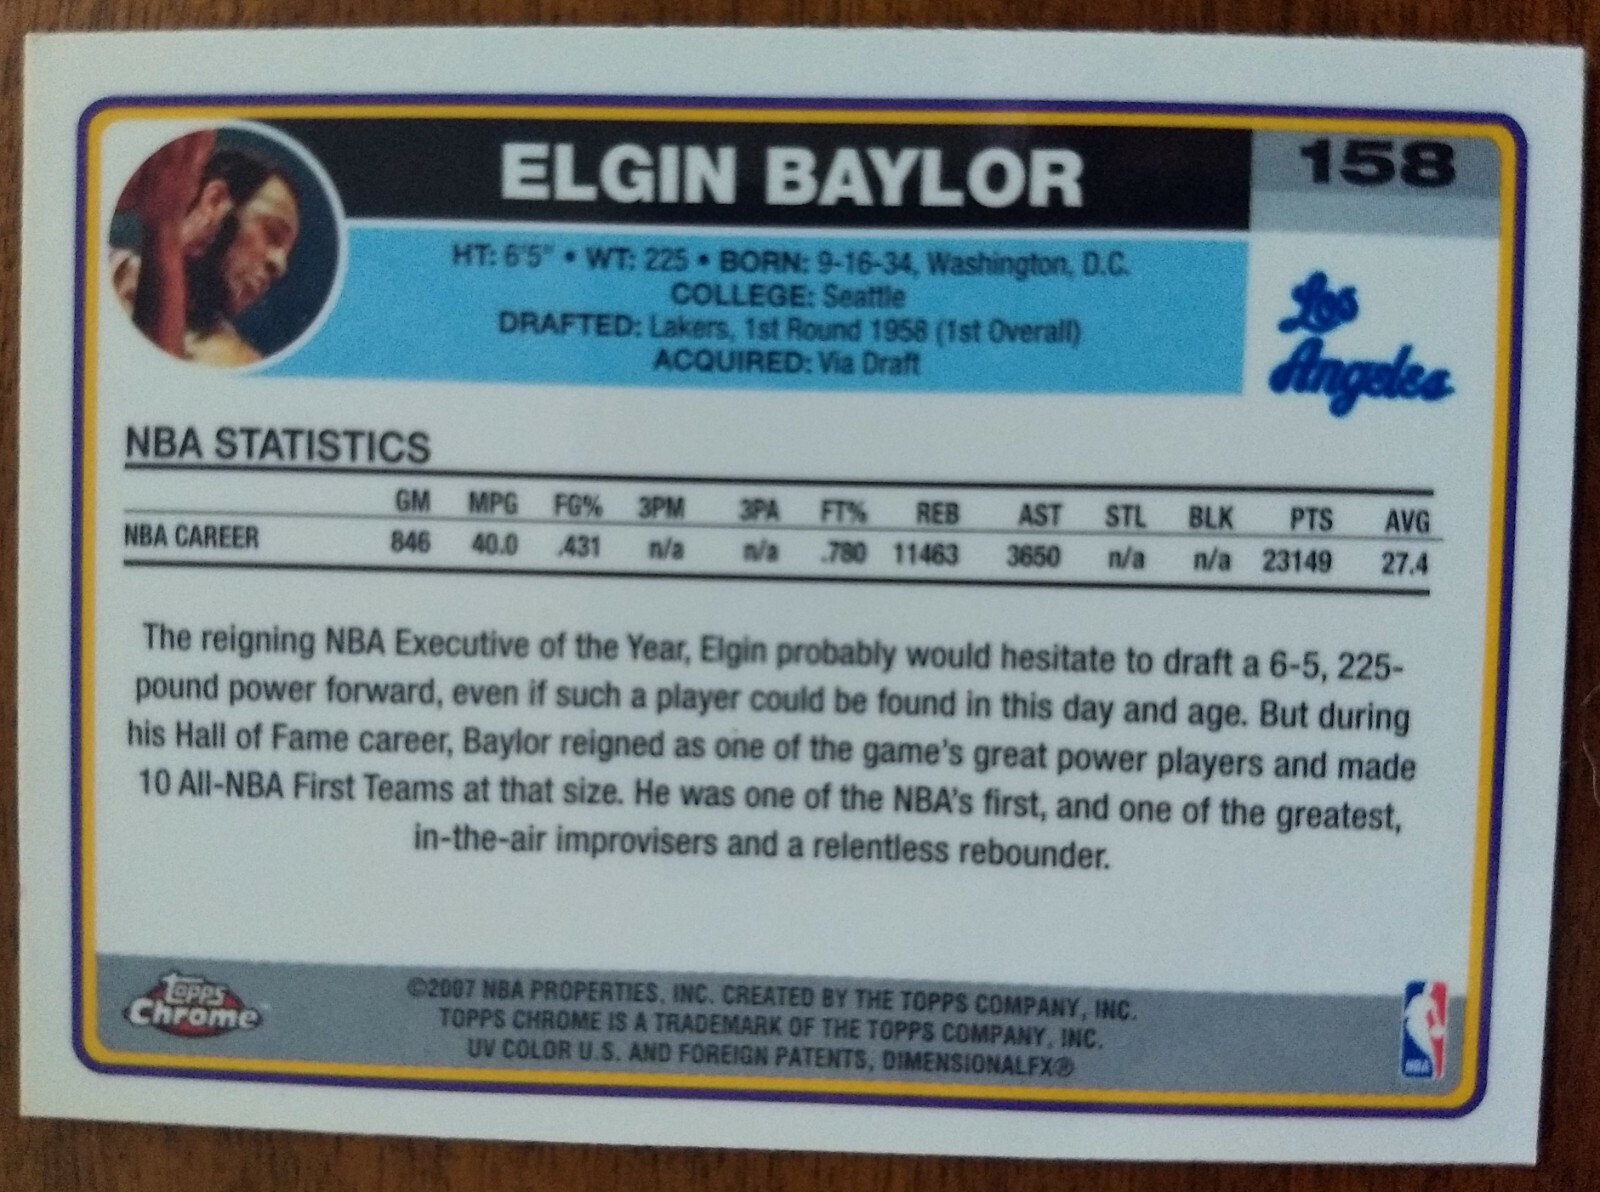 ELGIN BAYLOR
158
HT: 6'5" • WT: 225 • BORN: 9-16-34, Washington, D.C.
COLLEGE: Seattle
DRAFTED: Lakers, 1st Round 1958 (1st Overall)
ACQUIRED: Via Draft
Los
Angeles
NBA STATISTICS
GM MPG FG% 3PM 3PA FT% REB AST STL BLK PTS AVG
NBA CAREER 846 40.0 .431 n/a n/a .780 11463 3650 n/a n/a 23149 27.4
The reigning NBA Executive of the Year, Elgin probably would hesitate to draft a 6-5, 225-
pound power forward, even if such a player could be found in this day and age. But during
his Hall of Fame career, Baylor reigned as one of the game's great power players and made
10 All-NBA First Teams at that size. He was one of the NBA's first, and one of the greatest,
in-the-air improvisers and a relentless rebounder.
Topps
Chrome
©2007 NBA PROPERTIES, INC. CREATED BY THE TOPPS COMPANY, INC.
TOPPS CHROME IS A TRADEMARK OF THE TOPPS COMPANY, INC.
UV COLOR U.S. AND FOREIGN PATENTS, DIMENSIONALFX®
NBA